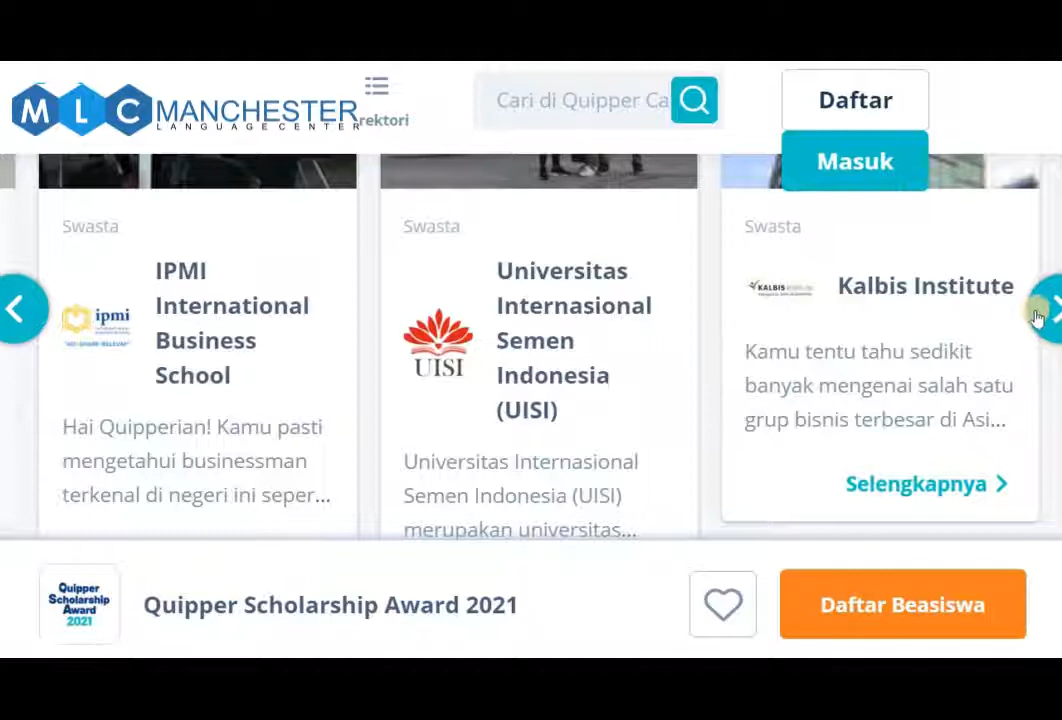 MLC MANCHESTER
LANGUAGE CENTER
rektori
Cari di Quipper Ca
Daftar
Masuk
Swasta
ipmi
IPMI
International
Business
School
Hai Quipperian! Kamu pasti
mengetahui businessman
terkenal di negeri ini seper...
Swasta
UISI
Universitas
Internasional
Semen
Indonesia
(UISI)
Universitas Internasional
Semen Indonesia (UISI)
merupakan universitas...
Swasta
KALBIS
Kalbis Institute
Kamu tentu tahu sedikit
banyak mengenai salah satu
grup bisnis terbesar di Asi...
Selengkapnya
Quipper
Scholarship
Award
2021
Quipper Scholarship Award 2021
Daftar Beasiswa